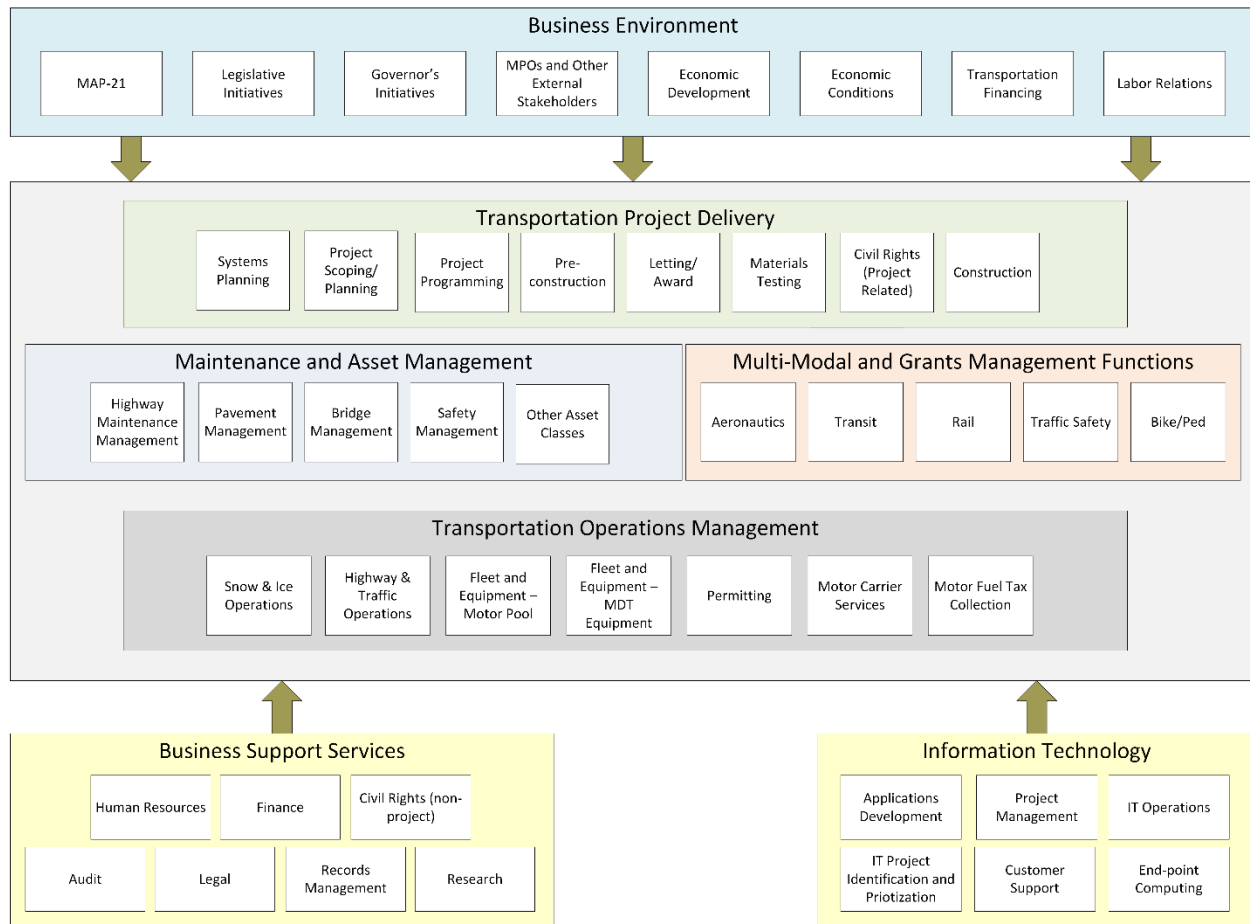 Business Environment
MAP-21
Legislative
Initiatives
Governor's
Initiatives
MPOs and Other
External
Stakeholders
Economic
Development
Economic
Conditions
Transportation
Financing
Labor Relations
Transportation Project Delivery
Systems
Planning
Project
Scoping/
Planning
Project
Programming
Pre-
construction
Letting/
Award
Materials
Testing
Civil Rights
(Project
Related)
Construction
Maintenance and Asset Management
Highway
Maintenance
Management
Pavement
Management
Bridge
Management
Safety
Management
Other Asset
Classes
Multi-Modal and Grants Management Functions
Aeronautics
Transit
Rail
Traffic Safety
Bike/Ped
Transportation Operations Management
Snow & Ice
Operations
Highway &
Traffic
Operations
Fleet and
Equipment –
Motor Pool
Fleet and
Equipment –
MDT
Equipment
Permitting
Motor Carrier
Services
Motor Fuel Tax
Collection
Business Support Services
Human Resources
Finance
Civil Rights (non-
project)
Audit
Legal
Records
Management
Research
Information Technology
Applications
Development
Project
Management
IT Operations
IT Project
Identification and
Priotization
Customer
Support
End-point
Computing